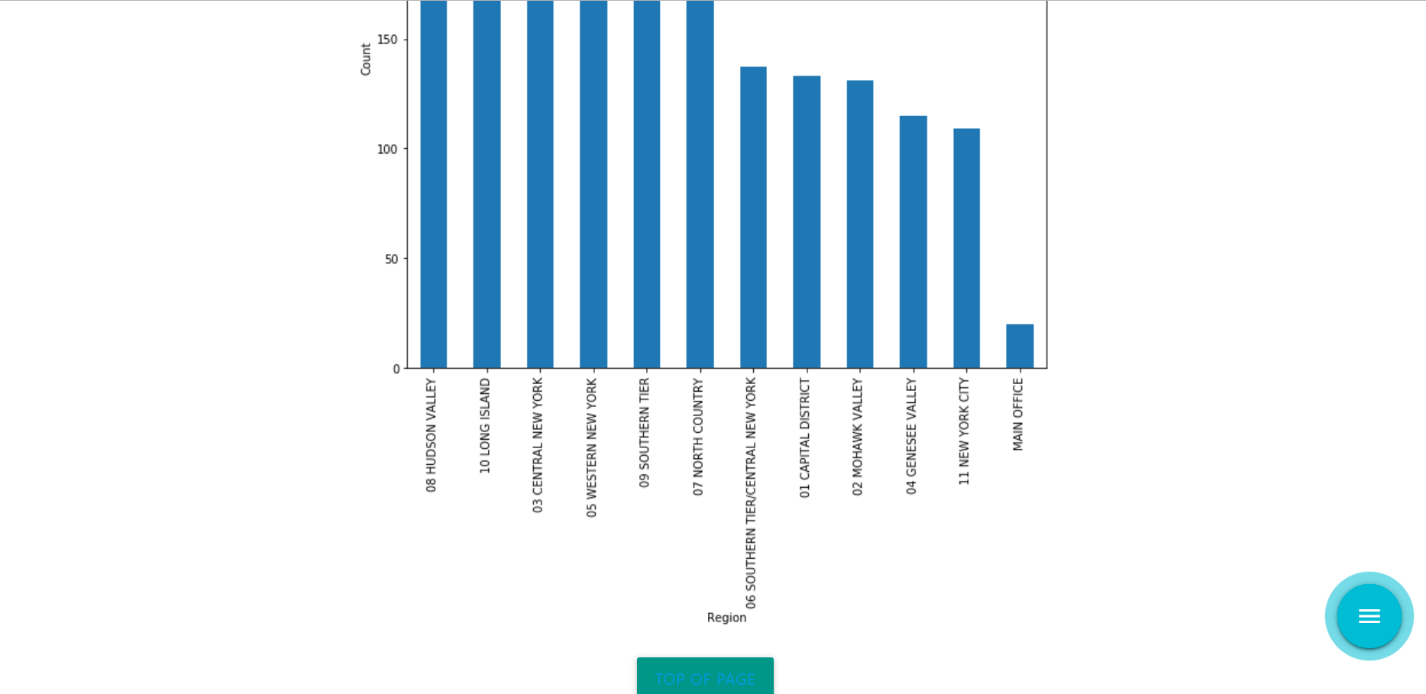 150
Count
100
50
0
08 HUDSON VALLEY
10 LONG ISLAND
03 CENTRAL NEW YORK
05 WESTERN NEW YORK
09 SOUTHERN TIER
07 NORTH COUNTRY
06 SOUTHERN TIER/CENTRAL NEW YORK
01 CAPITAL DISTRICT
02 MOHAWK VALLEY
04 GENESEE VALLEY
11 NEW YORK CITY
MAIN OFFICE
Region
TOP OF PAGE